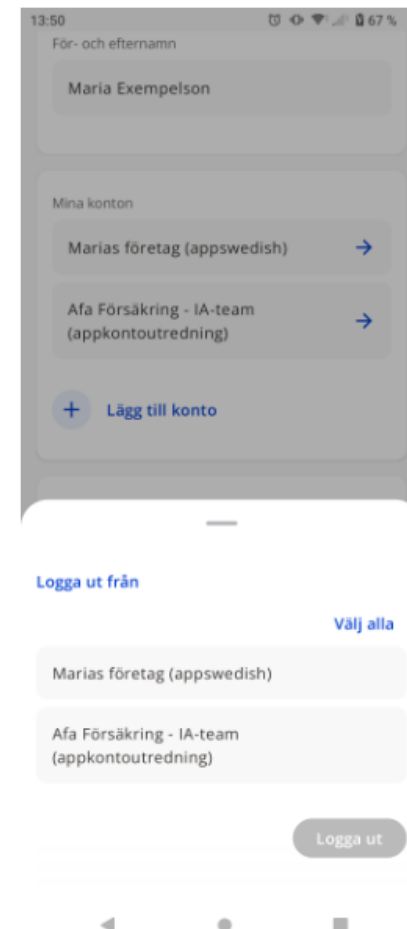 13:50
67 %
För- och efternamn
Maria Exempelson
Mina konton
Marias företag (appswedish)
Afa Försäkring - IA-team
(appkontoutredning)
Lägg till konto
Logga ut från
Välj alla
Marias företag (appswedish)
Afa Försäkring - IA-team
(appkontoutredning)
Logga ut